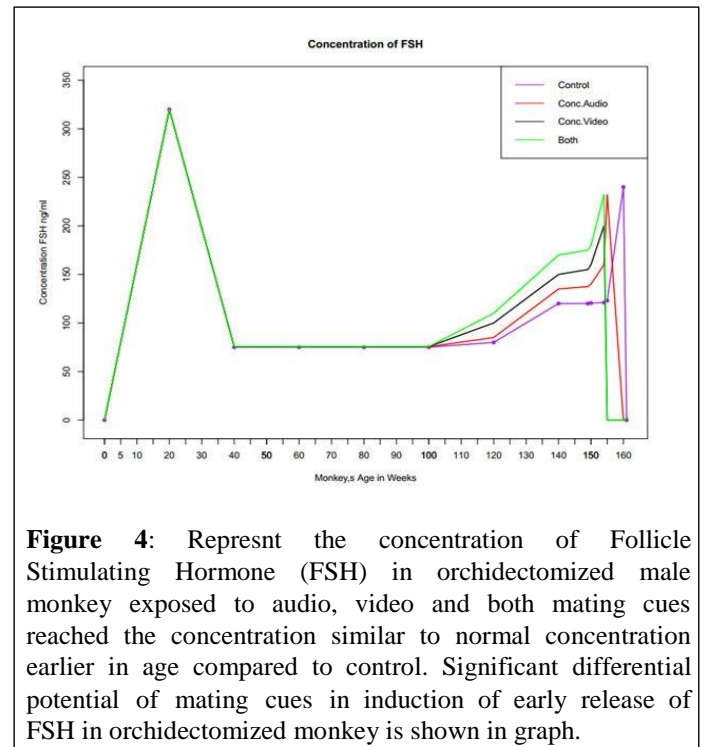 Concentration of FSH
Control
Conc.Audio
Conc.Video
Both
Concentration FSH ng/ml
350
300
250
200
150
100
50
0
0 5 10 20 30 40 50 60 70 80 90 100 110 120 130 140 150 160
Monkey,s Age in Weeks
Figure 4: Represnt the concentration of Follicle
Stimulating Hormone (FSH) in orchidectomized male
monkey exposed to audio, video and both mating cues
reached the concentration similar to normal concentration
earlier in age compared to control. Significant differential
potential of mating cues in induction of early release of
FSH in orchidectomized monkey is shown in graph.